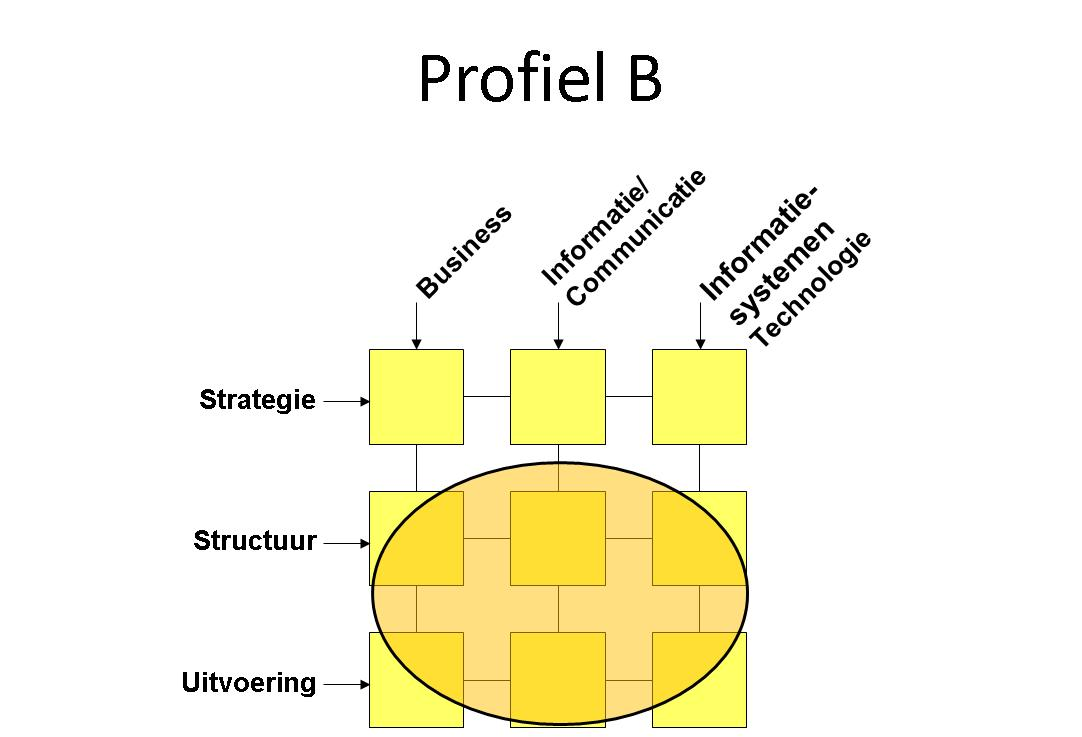 Profiel B
Business
Informatie/
Communicatie
Informatie-
systemen
Technologie
Strategie
Structuur
Uitvoering